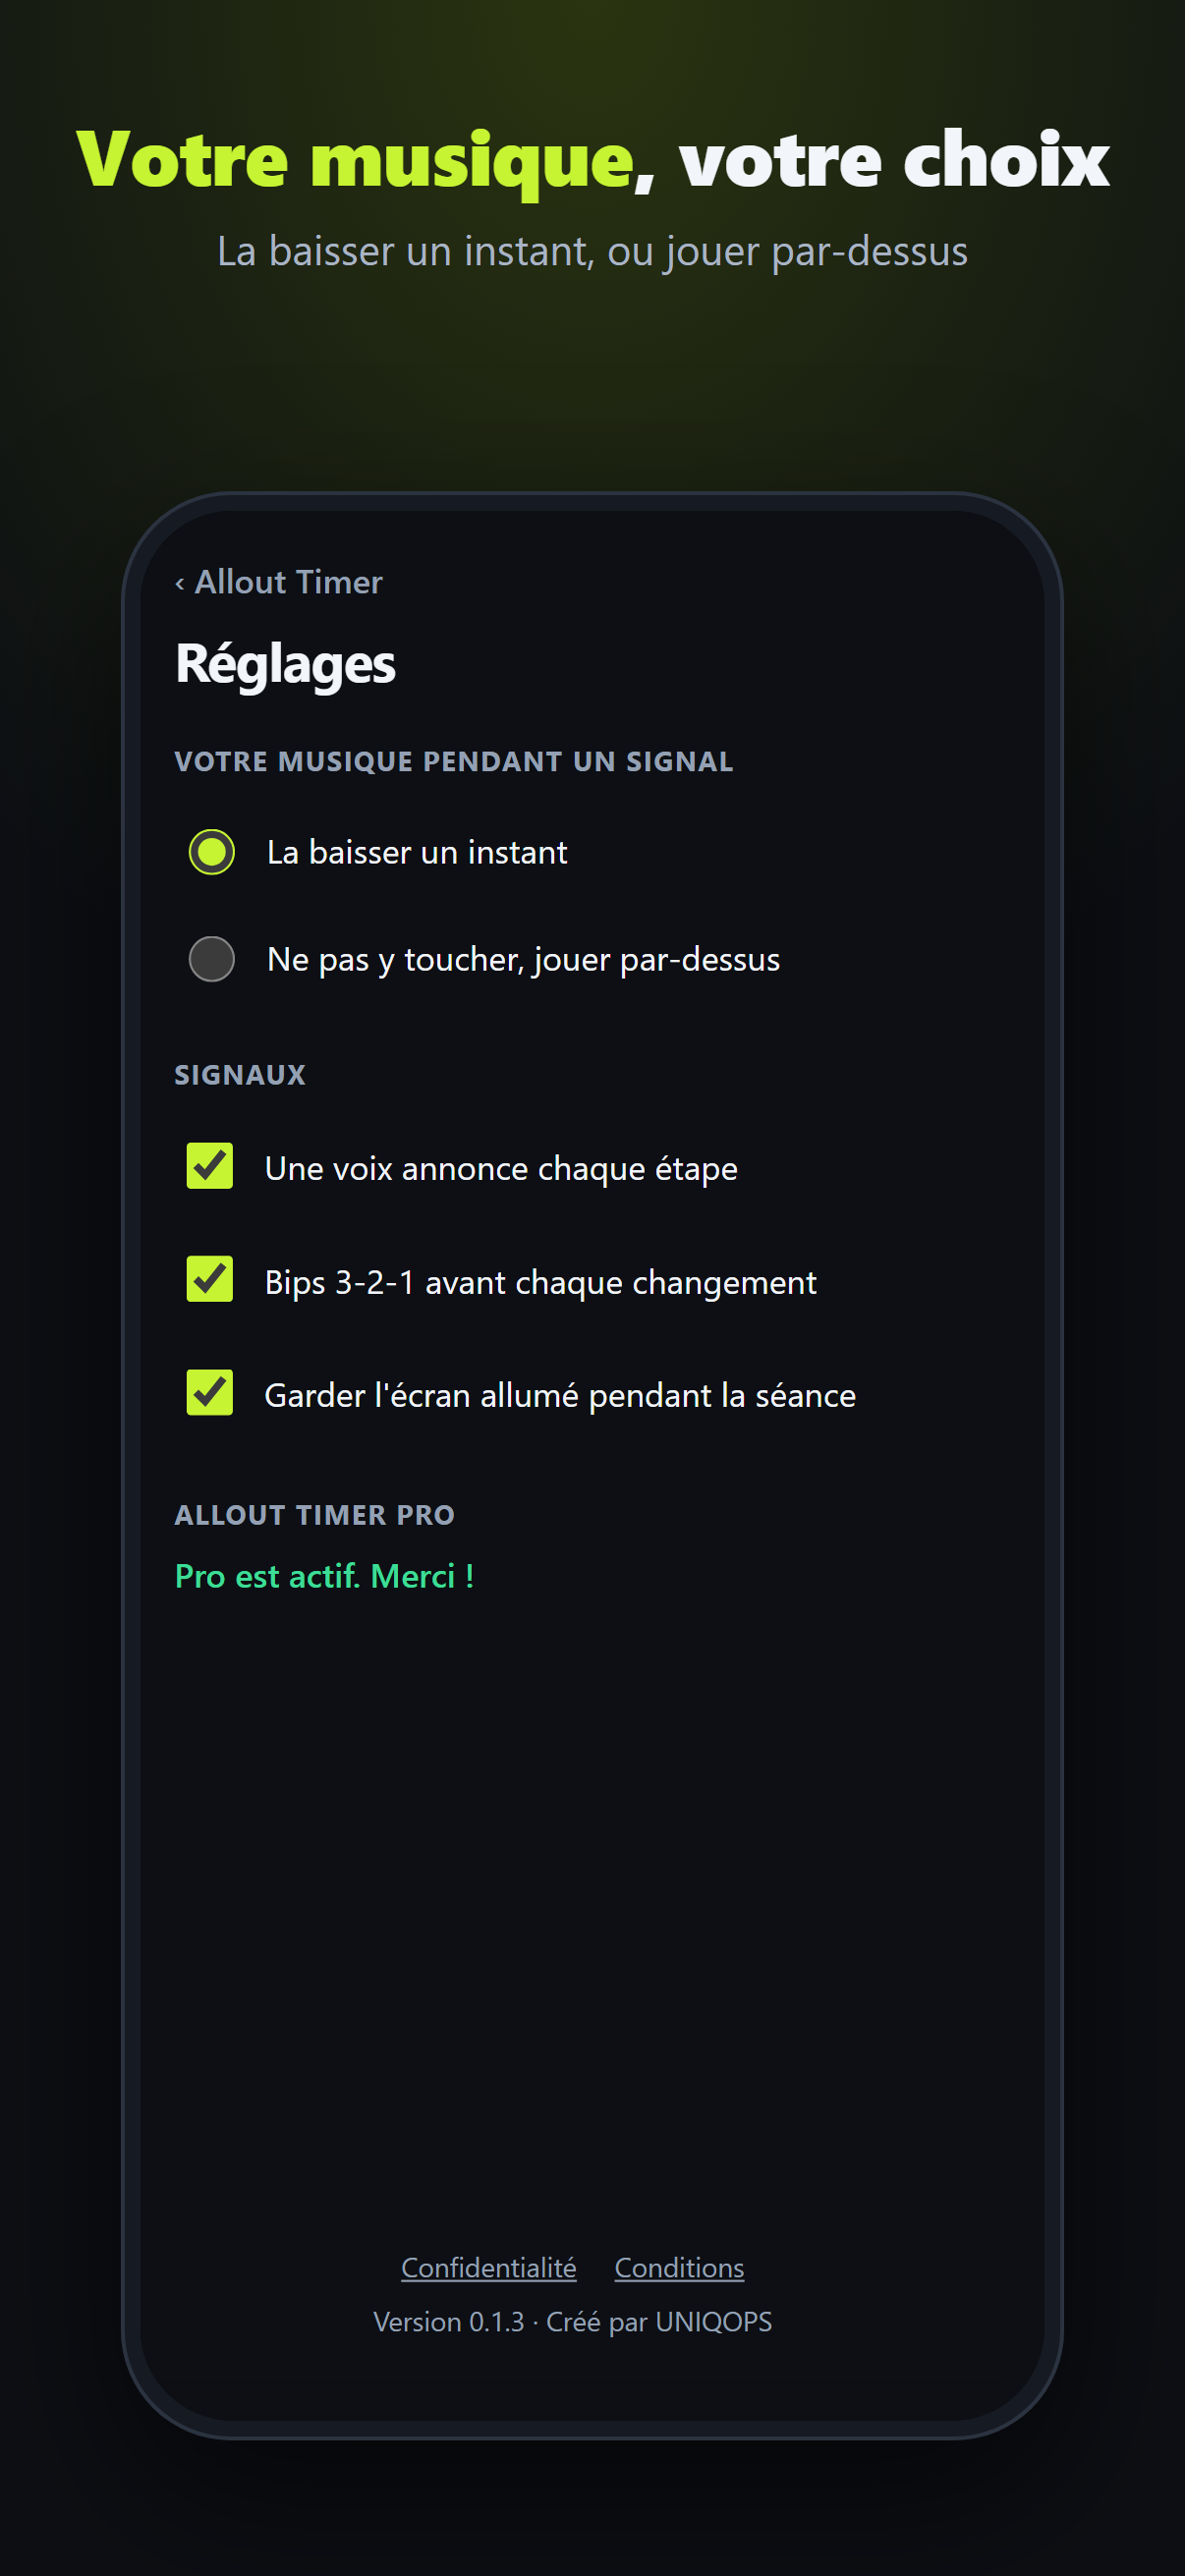 Votre musique, votre choix
La baisser un instant, ou jouer par-dessus
‹ Allout Timer
Réglages
VOTRE MUSIQUE PENDANT UN SIGNAL
La baisser un instant
Ne pas y toucher, jouer par-dessus
SIGNAUX
Une voix annonce chaque étape
Bips 3-2-1 avant chaque changement
Garder l'écran allumé pendant la séance
ALLOUT TIMER PRO
Pro est actif. Merci !
Confidentialité Conditions
Version 0.1.3 · Créé par UNIQOPS